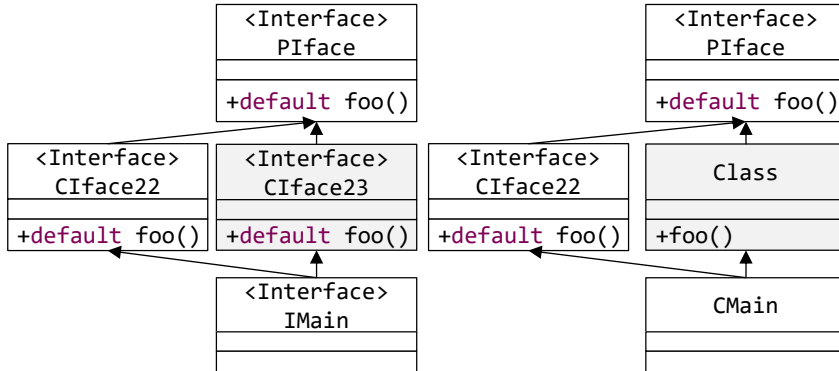 <Interface>
PIface
+default foo()
<Interface>
CIface22
+default foo()
<Interface>
CIface23
+default foo()
<Interface>
IMain
<Interface>
PIface
+default foo()
<Interface>
CIface22
+default foo()
Class
+foo()
CMain